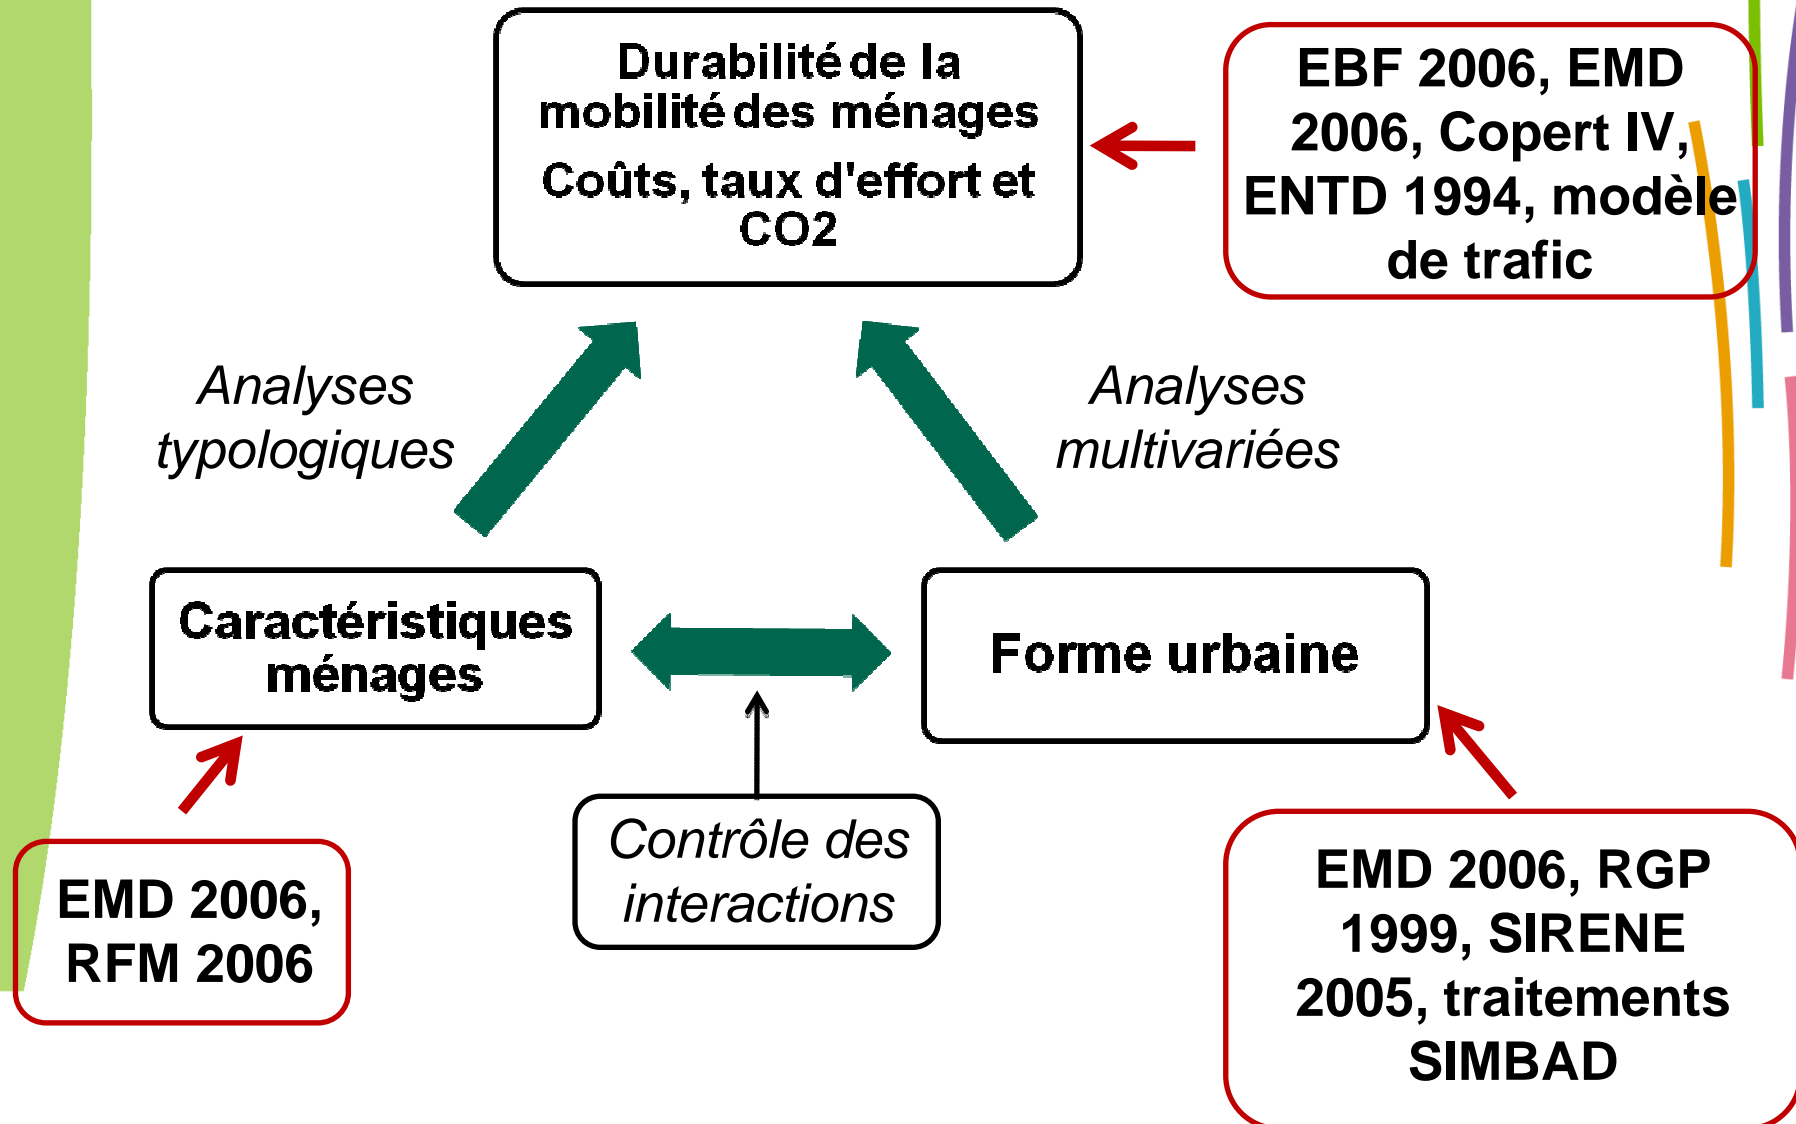 Durabilité de la
mobilité des ménages
Coûts, taux d'effort et
CO2
EBF 2006, EMD
2006, Copert IV,
ENTD 1994, modèle
de trafic
Analyses
typologiques
Analyses
multivariées
Caractéristiques
ménages
Forme urbaine
Contrôle des
interactions
EMD 2006,
RFM 2006
EMD 2006, RGP
1999, SIRENE
2005, traitements
SIMBAD